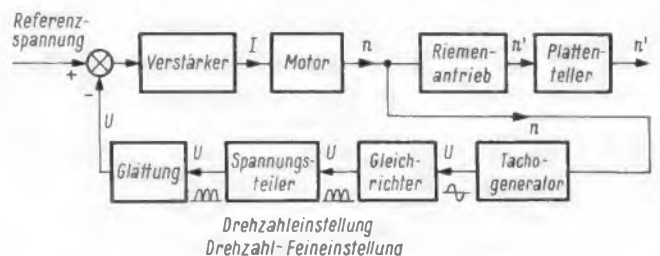 Referenz-
spannung
+
-
Verstärker
I
Motor
n
Riemen-
antrieb
n'
Platten-
teller
n'
n
U
Glättung
U
Spannungs-
teiler
U
Gleich-
richter
U
Tacho-
generator
Drehzahleinstellung
Drehzahl-Feineinstellung